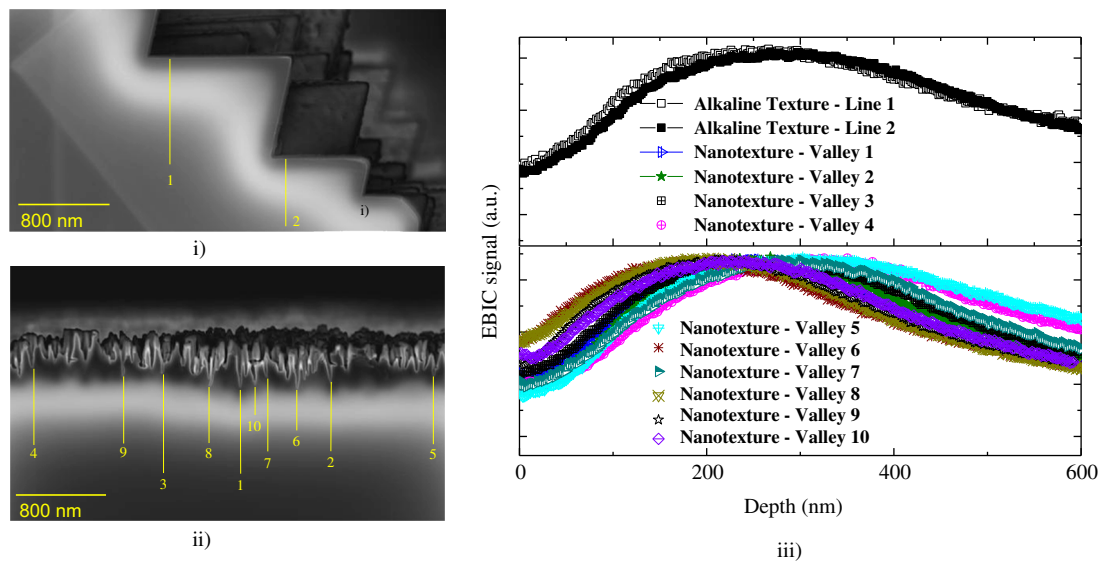 1
2
i)
800 nm
i)
4
9
3
8
1
10
7
6
2
5
800 nm
ii)
EBIC signal (a.u.)
Alkaline Texture - Line 1
Alkaline Texture - Line 2
Nanotexture - Valley 1
Nanotexture - Valley 2
Nanotexture - Valley 3
Nanotexture - Valley 4
Nanotexture - Valley 5
Nanotexture - Valley 6
Nanotexture - Valley 7
Nanotexture - Valley 8
Nanotexture - Valley 9
Nanotexture - Valley 10
0 200 400 600
Depth (nm)
iii)